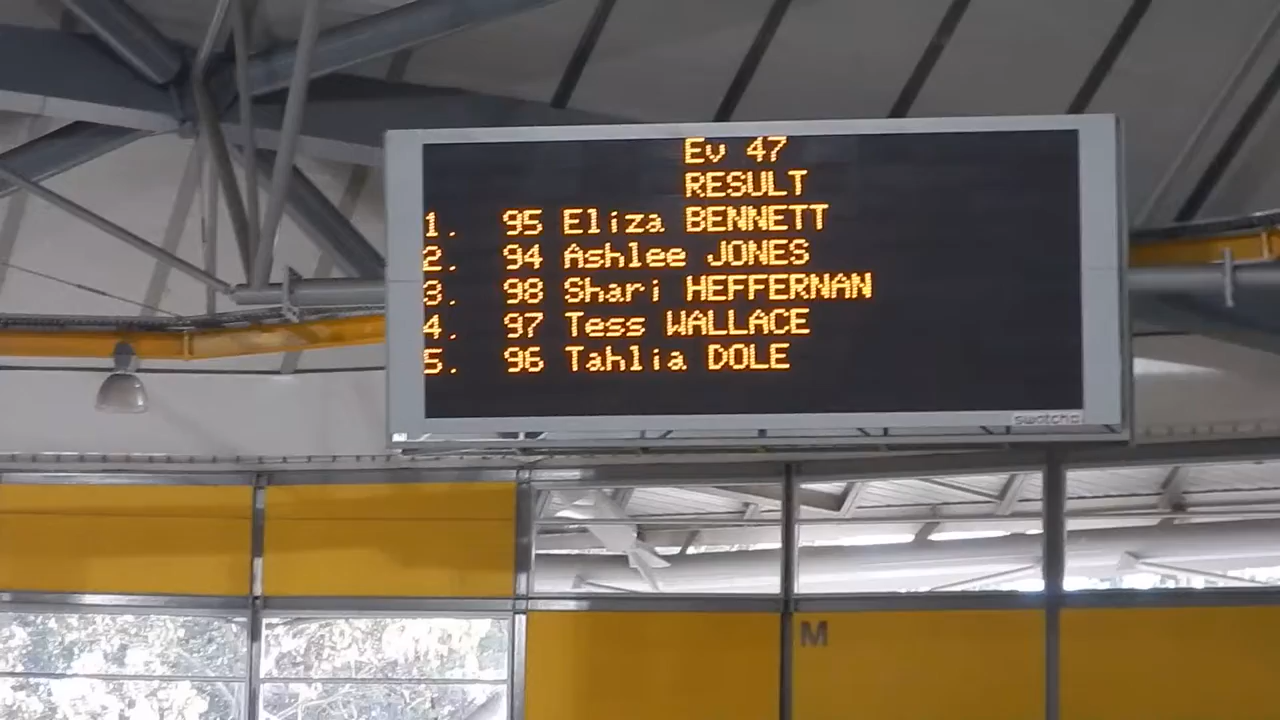 Ev 47
RESULT
1. 95 Eliza BENNETT
2. 94 Ashlee JONES
3. 98 Shari HEFFERNAN
4. 97 Tess WALLACE
5. 96 Tahlia DOLE
swatch
M